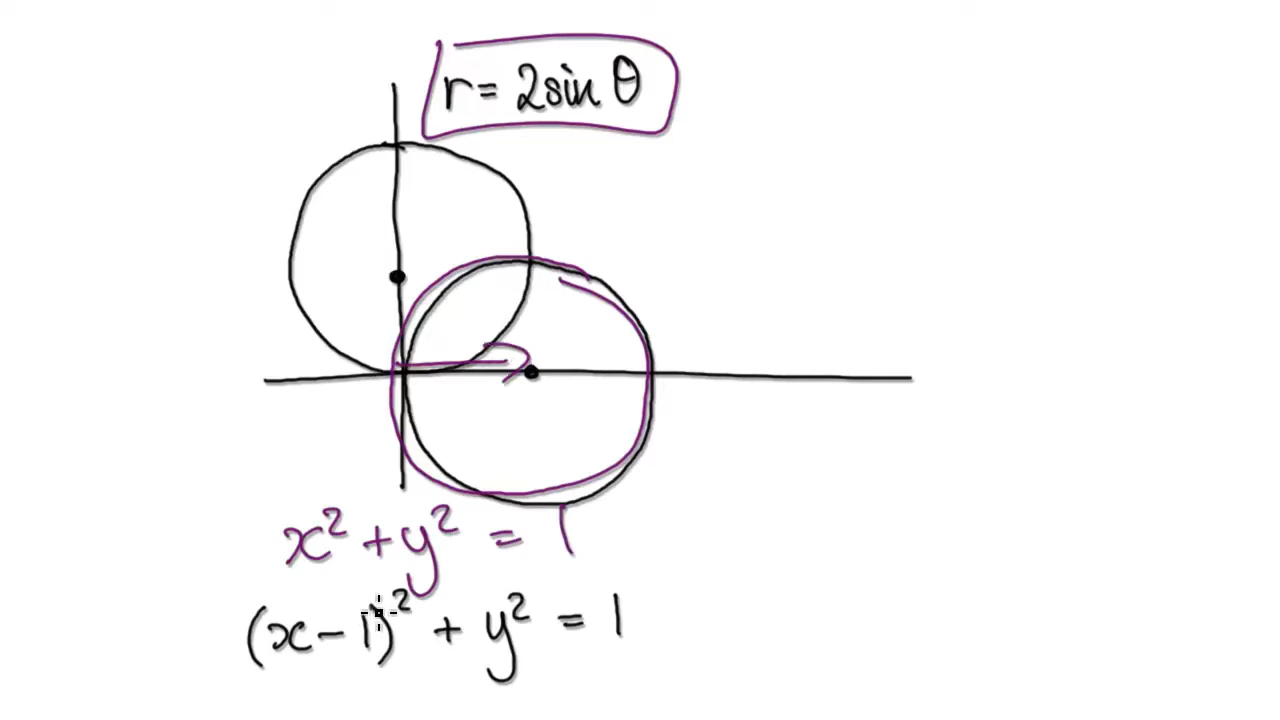 r = 2sin θ
x² + y² = 1
(x - 1)² + y² = 1